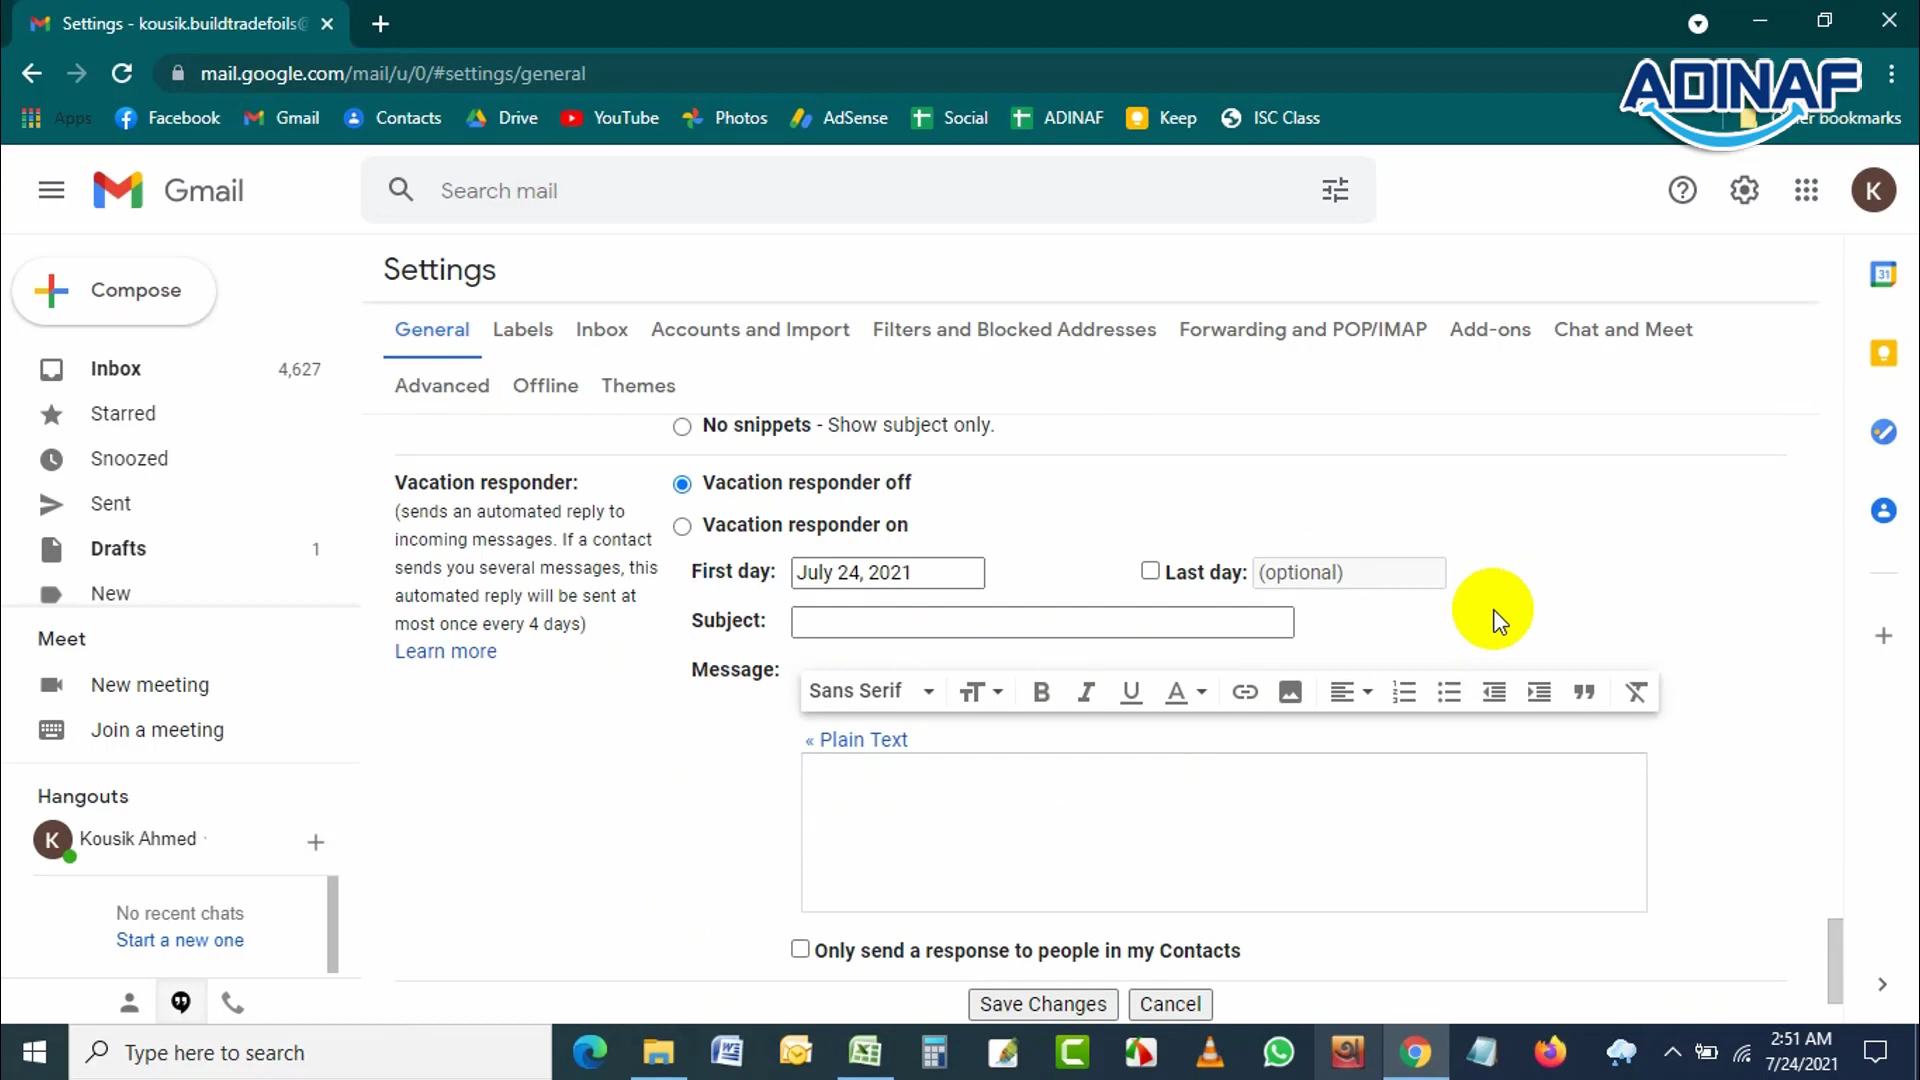 Settings - kousik.buildtradefoils@
mail.google.com/mail/u/0/#settings/general
ADINAF
Apps Facebook Gmail Contacts Drive YouTube Photos AdSense Social ADINAF Keep ISC Class bookmarks
Gmail
Search mail
K
Compose
Settings
General Labels Inbox Accounts and Import Filters and Blocked Addresses Forwarding and POP/IMAP Add-ons Chat and Meet
Advanced Offline Themes
Inbox 4,627
Starred
Snoozed
Sent
Drafts 1
New
Meet
New meeting
Join a meeting
Hangouts
K Kousik Ahmed
No recent chats
Start a new one
No snippets - Show subject only.
Vacation responder:
(sends an automated reply to
incoming messages. If a contact
sends you several messages, this
automated reply will be sent at
most once every 4 days)
Learn more
Vacation responder off
Vacation responder on
First day: July 24, 2021 Last day: (optional)
Subject:
Message:
Sans Serif
« Plain Text
Only send a response to people in my Contacts
Save Changes Cancel
31
Type here to search
2:51 AM
7/24/2021